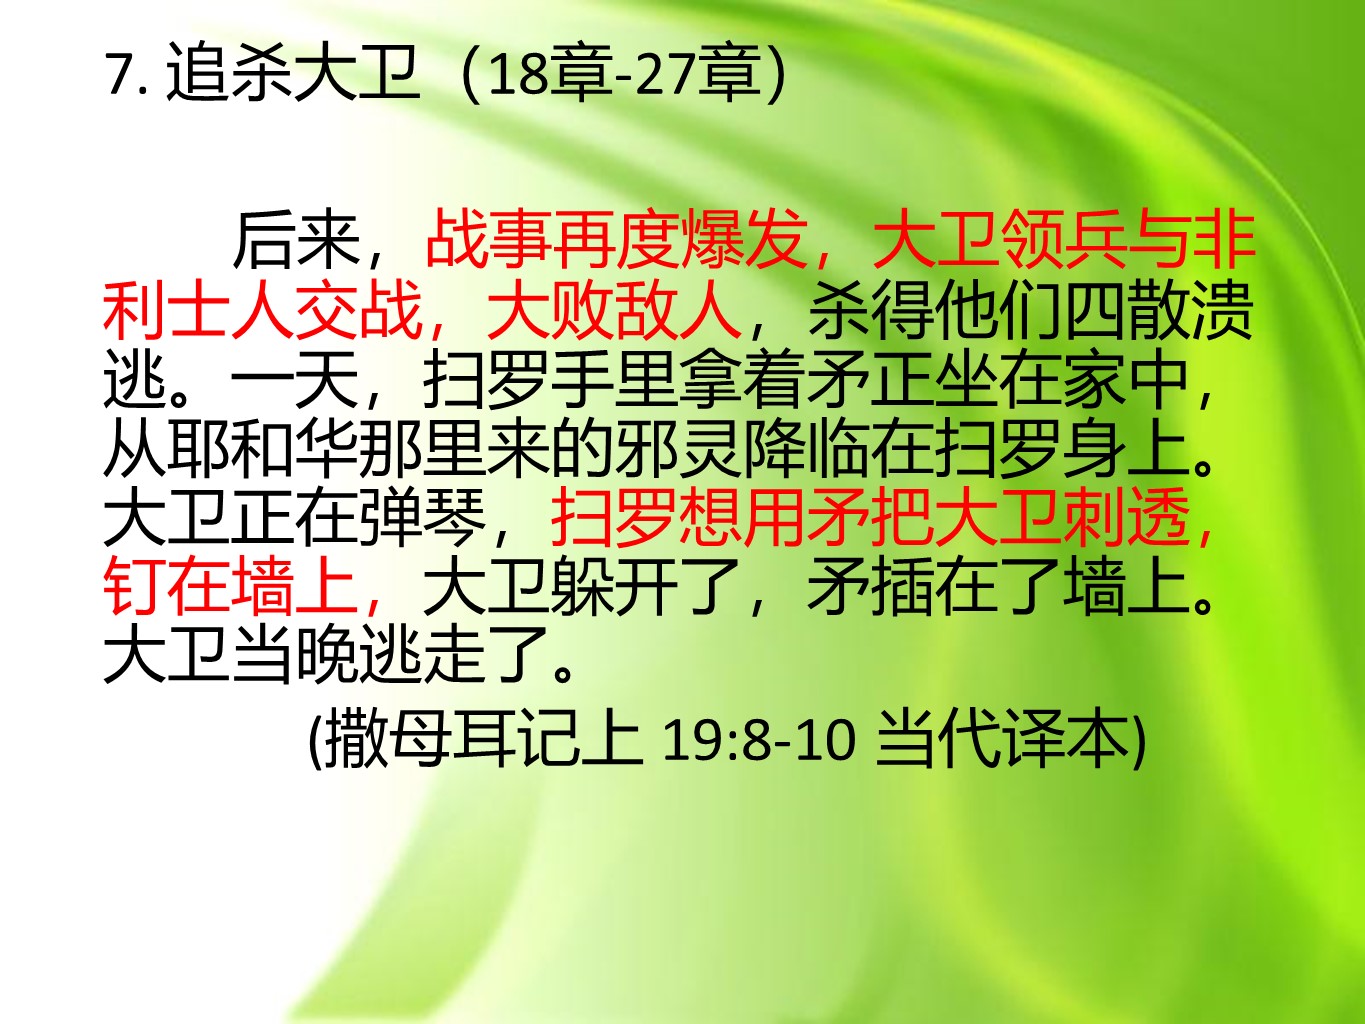 7. 追杀大卫（18章-27章）
后来，战事再度爆发，大卫领兵与非
利士人交战，大败敌人，杀得他们四散溃
逃。一天，扫罗手里拿着矛正坐在家中，
从耶和华那里来的邪灵降临在扫罗身上。
大卫正在弹琴，扫罗想用矛把大卫刺透，
钉在墙上，大卫躲开了，矛插在了墙上。
大卫当晚逃走了。
(撒母耳记上 19:8-10 当代译本)